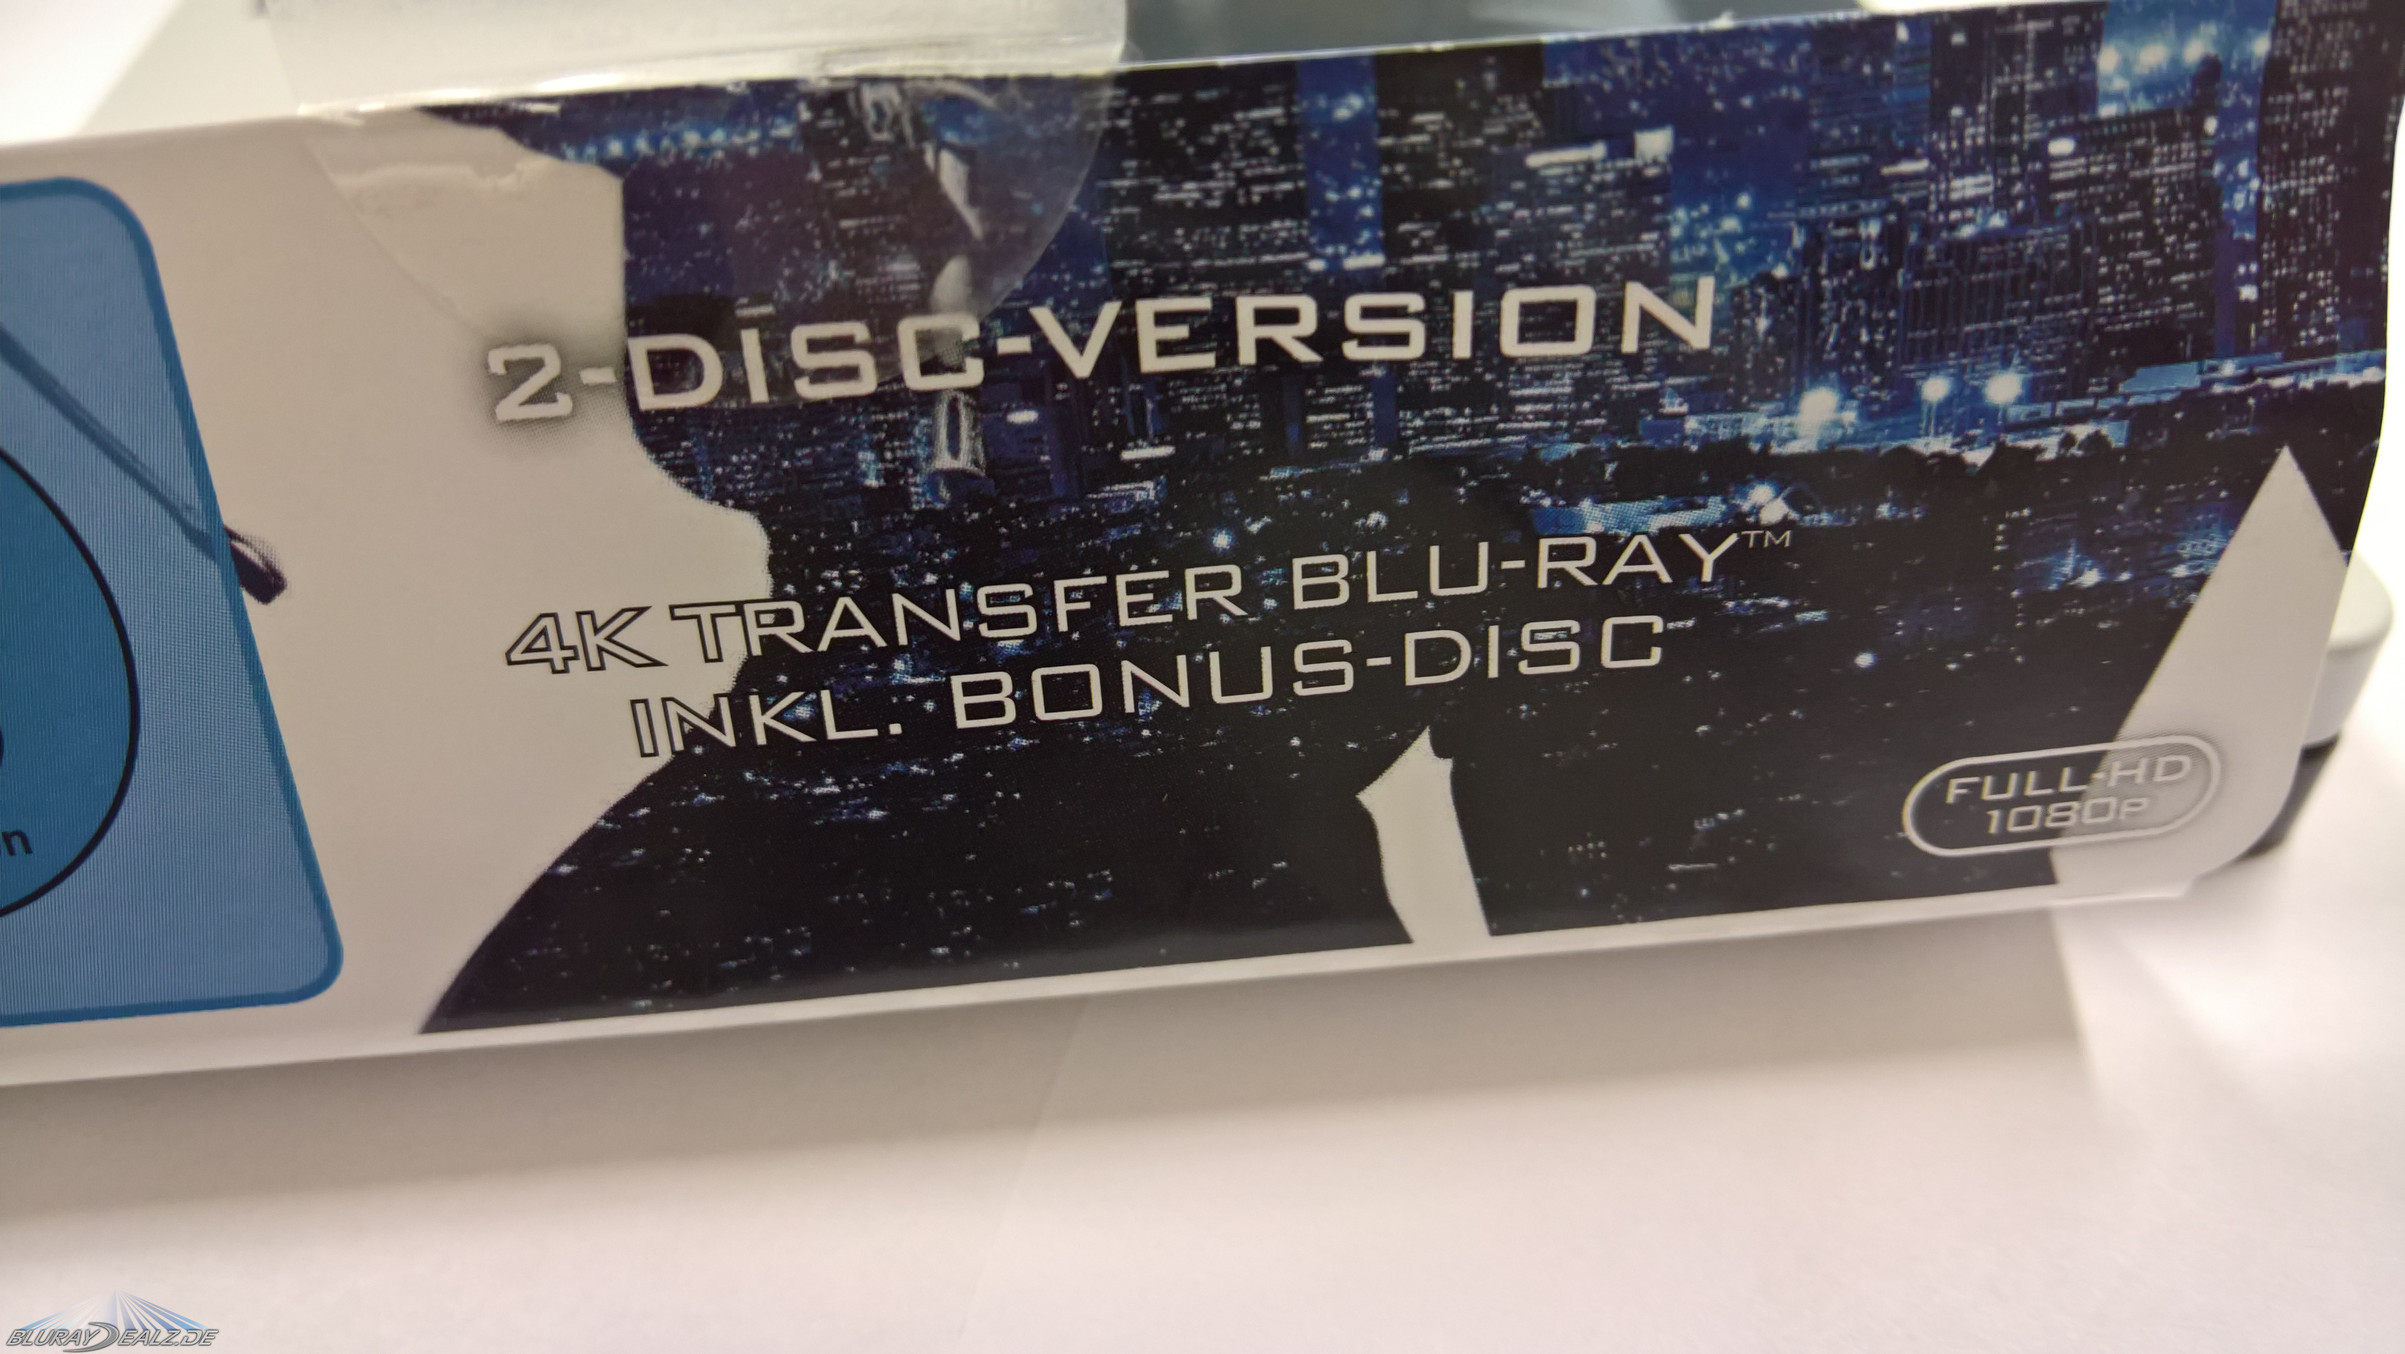 2-DISC-VERSION
4K TRANSFER BLU-RAY™
INKL. BONUS-DISC
FULL-HD
1080P
n
BLURAYDEALZ.DE